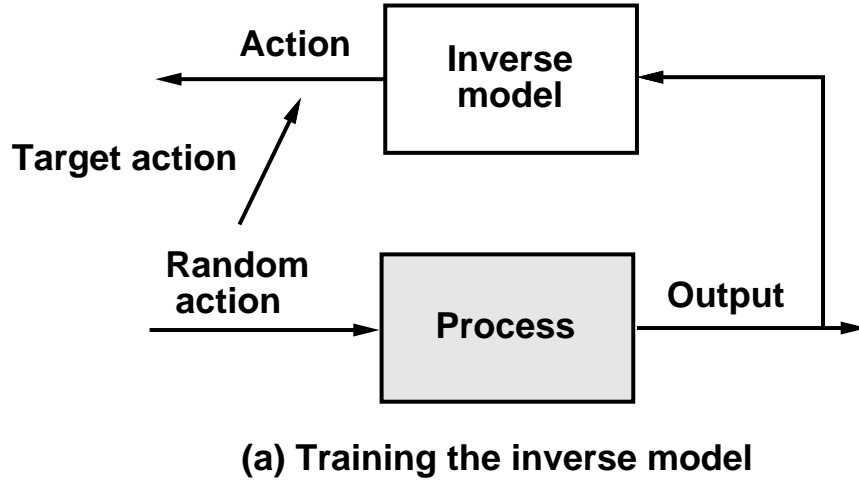 Action
Inverse
model
Target action
Random
action
Process
Output
(a) Training the inverse model